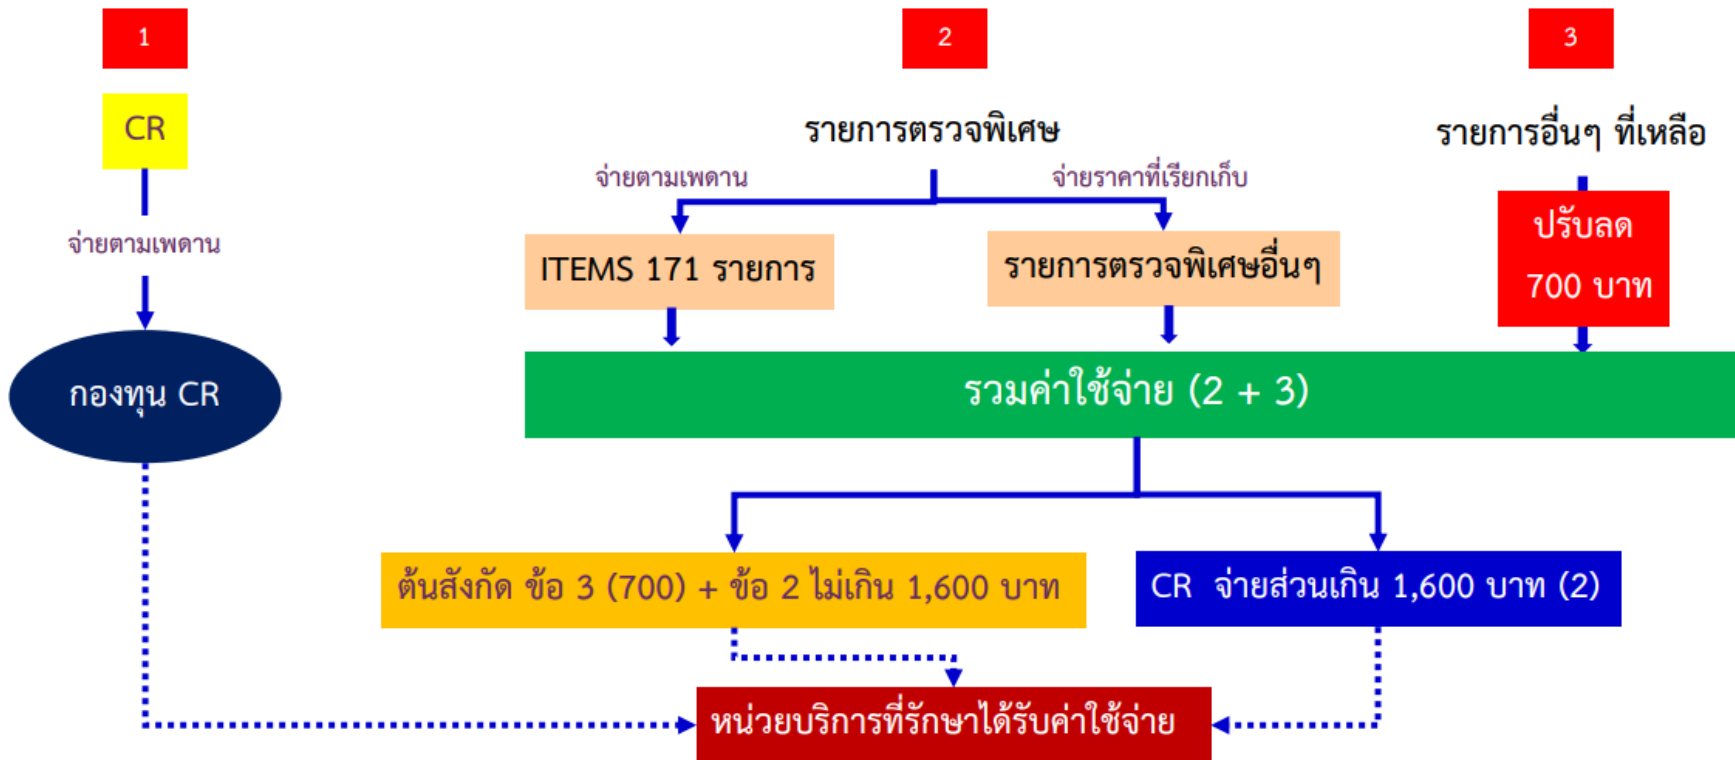 1
2
3
CR
รายการตรวจพิเศษ
รายการอื่นๆ ที่เหลือ
จ่ายตามเพดาน
จ่ายราคาที่เรียกเก็บ
จ่ายตามเพดาน
ITEMS 171 รายการ
รายการตรวจพิเศษอื่นๆ
ปรับลด
700 บาท
กองทุน CR
รวมค่าใช้จ่าย (2 + 3)
ต้นสังกัด ข้อ 3 (700) + ข้อ 2 ไม่เกิน 1,600 บาท
CR จ่ายส่วนเกิน 1,600 บาท (2)
หน่วยบริการที่รักษาได้รับค่าใช้จ่าย